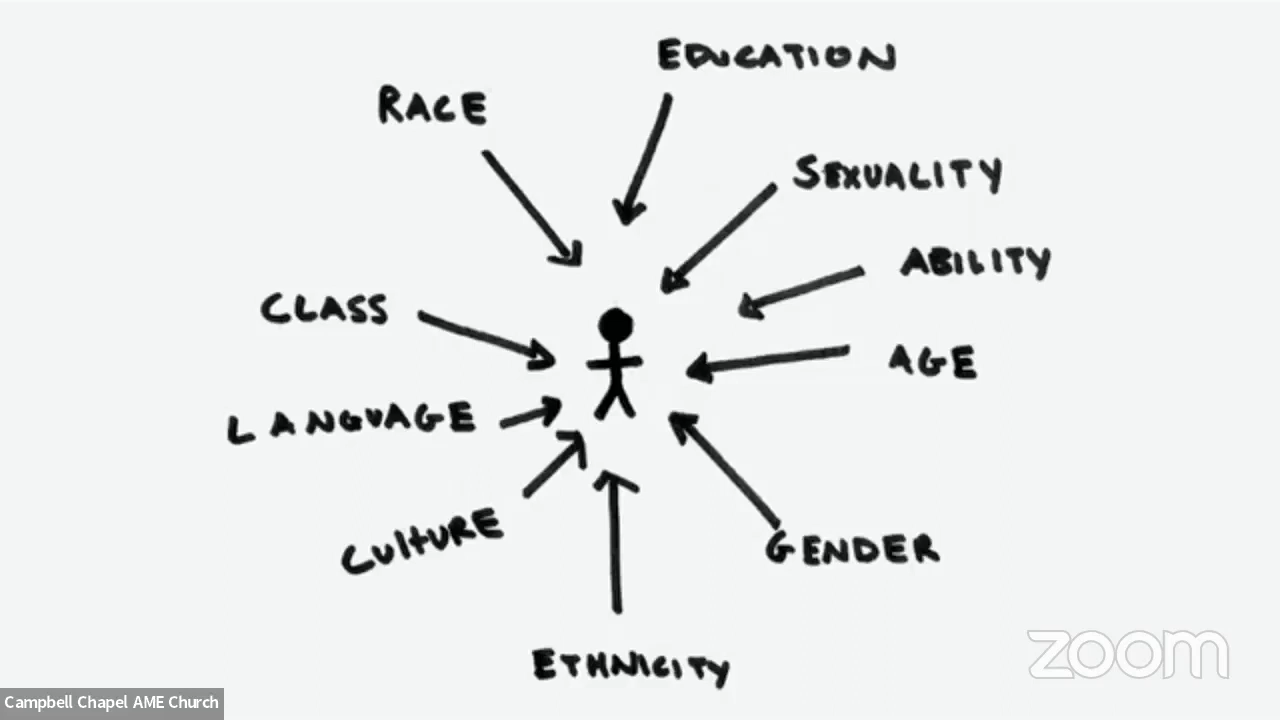 EDUCATION
RACE
SEXUALITY
ABILITY
CLASS
AGE
LANGUAGE
CULTURE
GENDER
ETHNICITY
zoom
Campbell Chapel AME Church